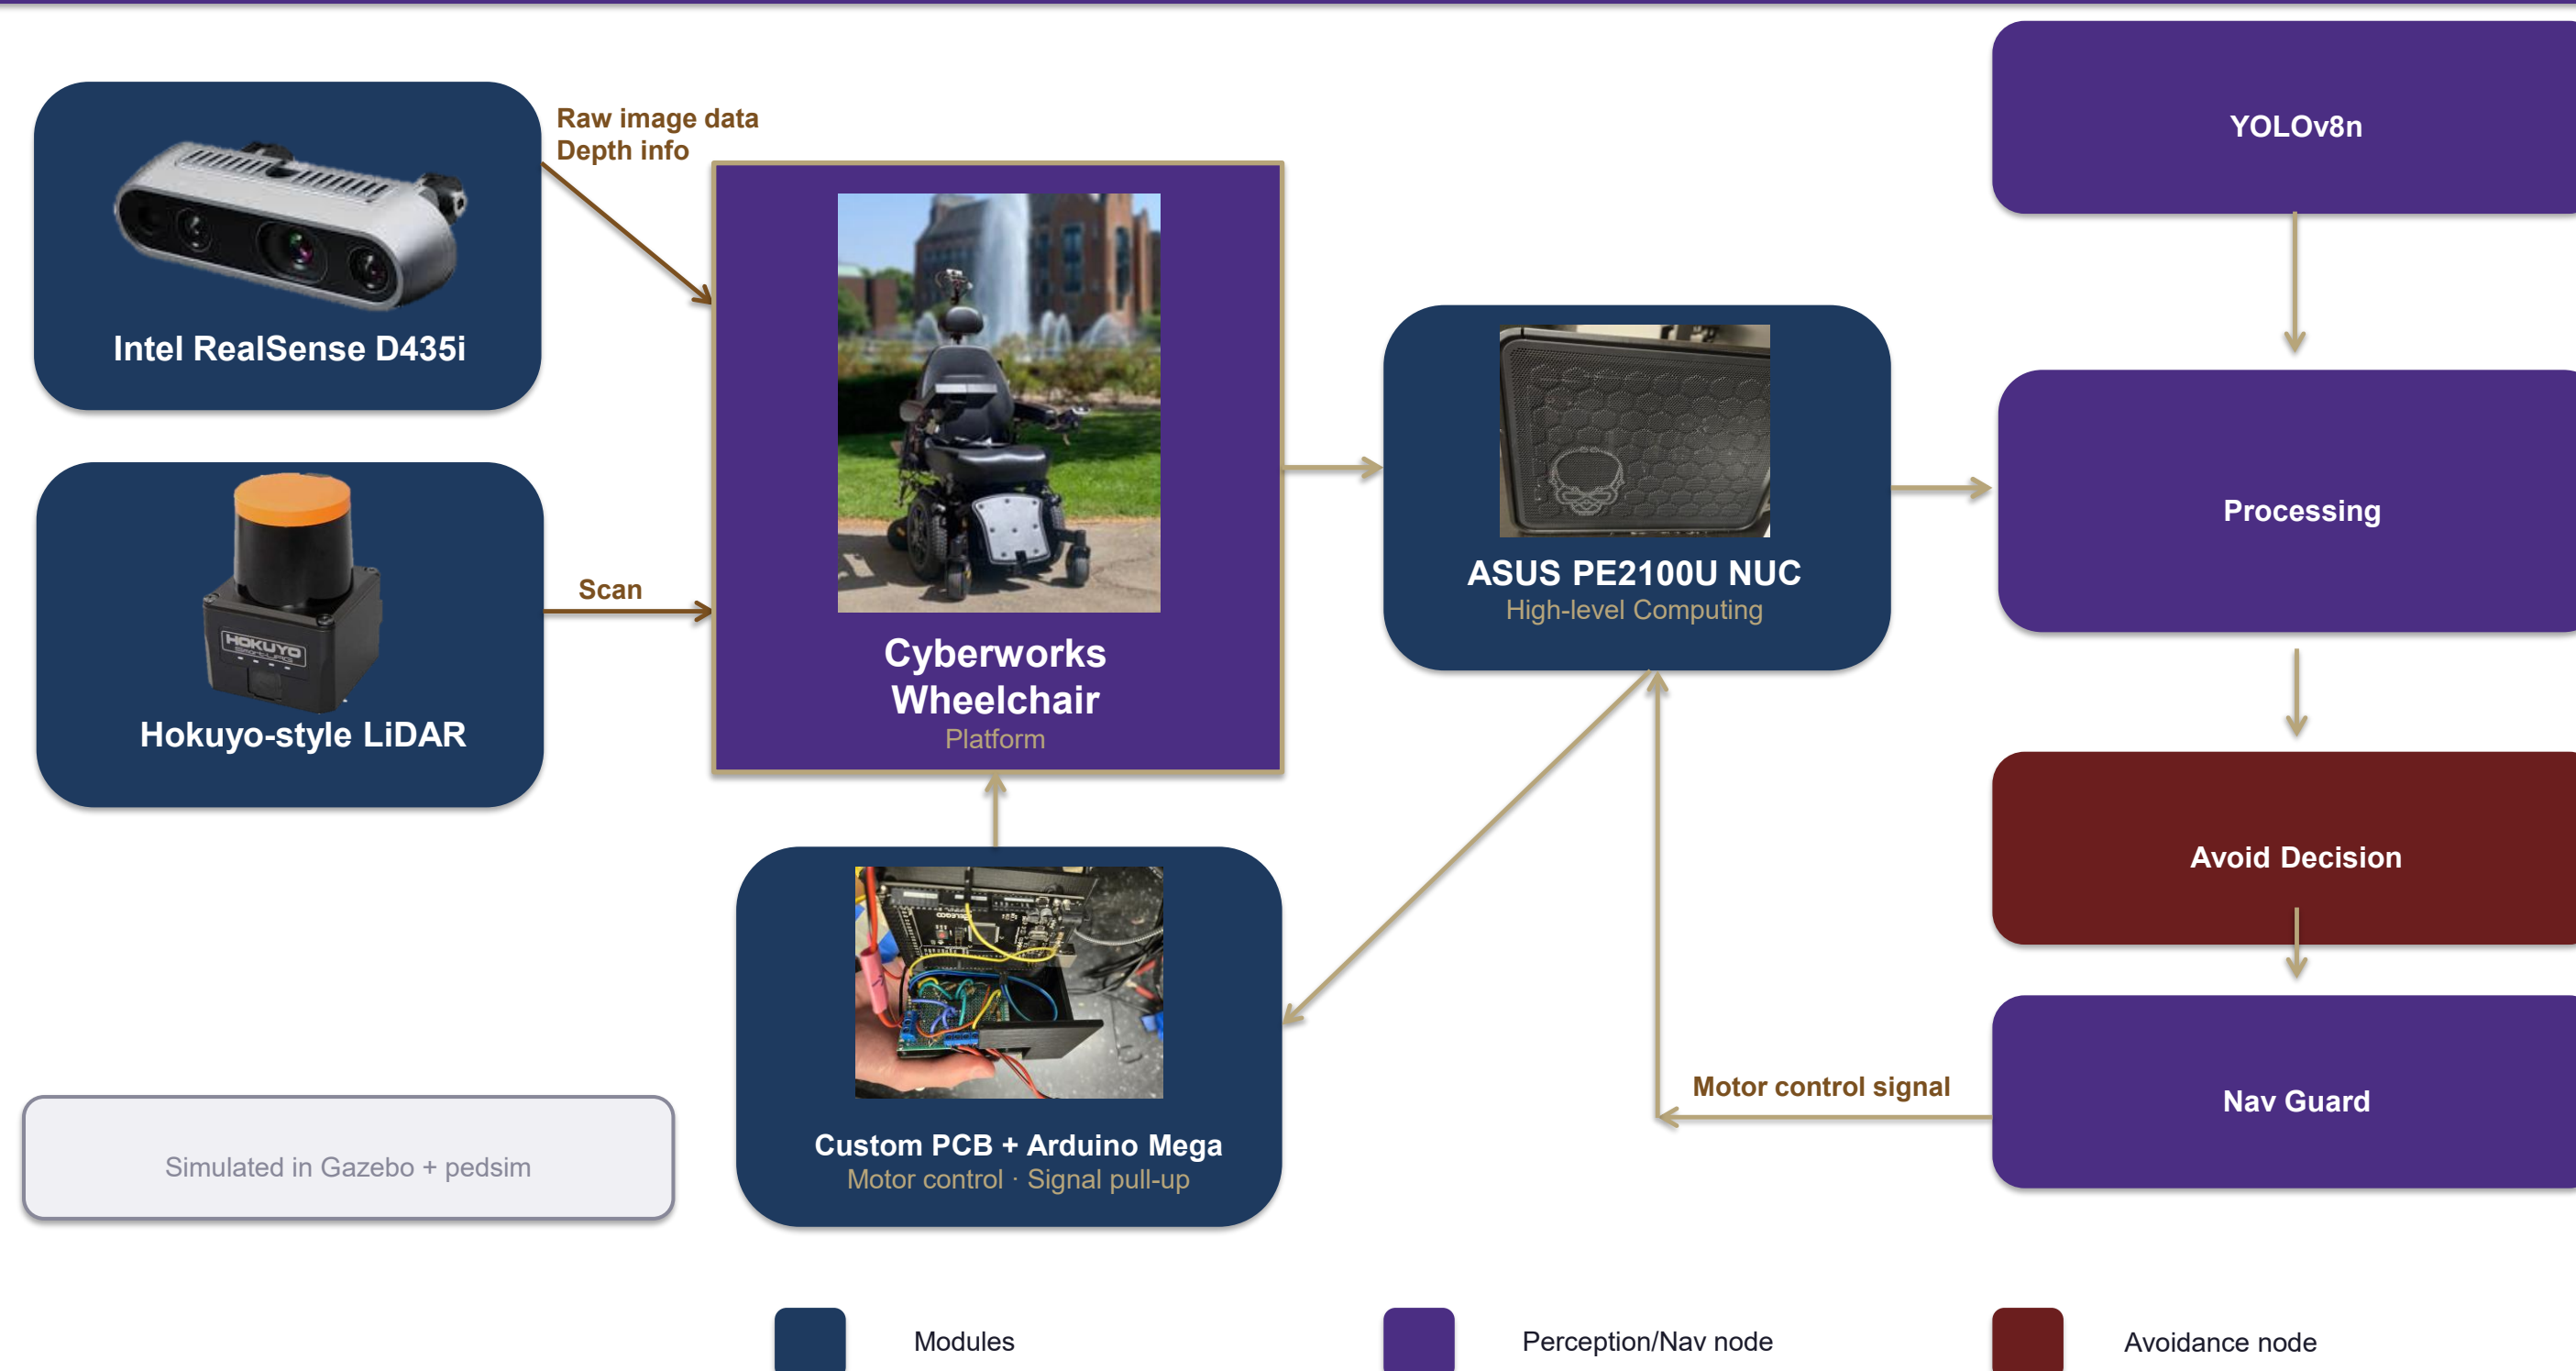 Raw image data
Depth info
Intel RealSense D435i
HOKUYO
Hokuyo-style LiDAR
Scan
Cyberworks
Wheelchair
Platform
ASUS PE2100U NUC
High-level Computing
YOLOv8n
Processing
Avoid Decision
Nav Guard
Motor control signal
Custom PCB + Arduino Mega
Motor control · Signal pull-up
Simulated in Gazebo + pedsim
Modules
Perception/Nav node
Avoidance node